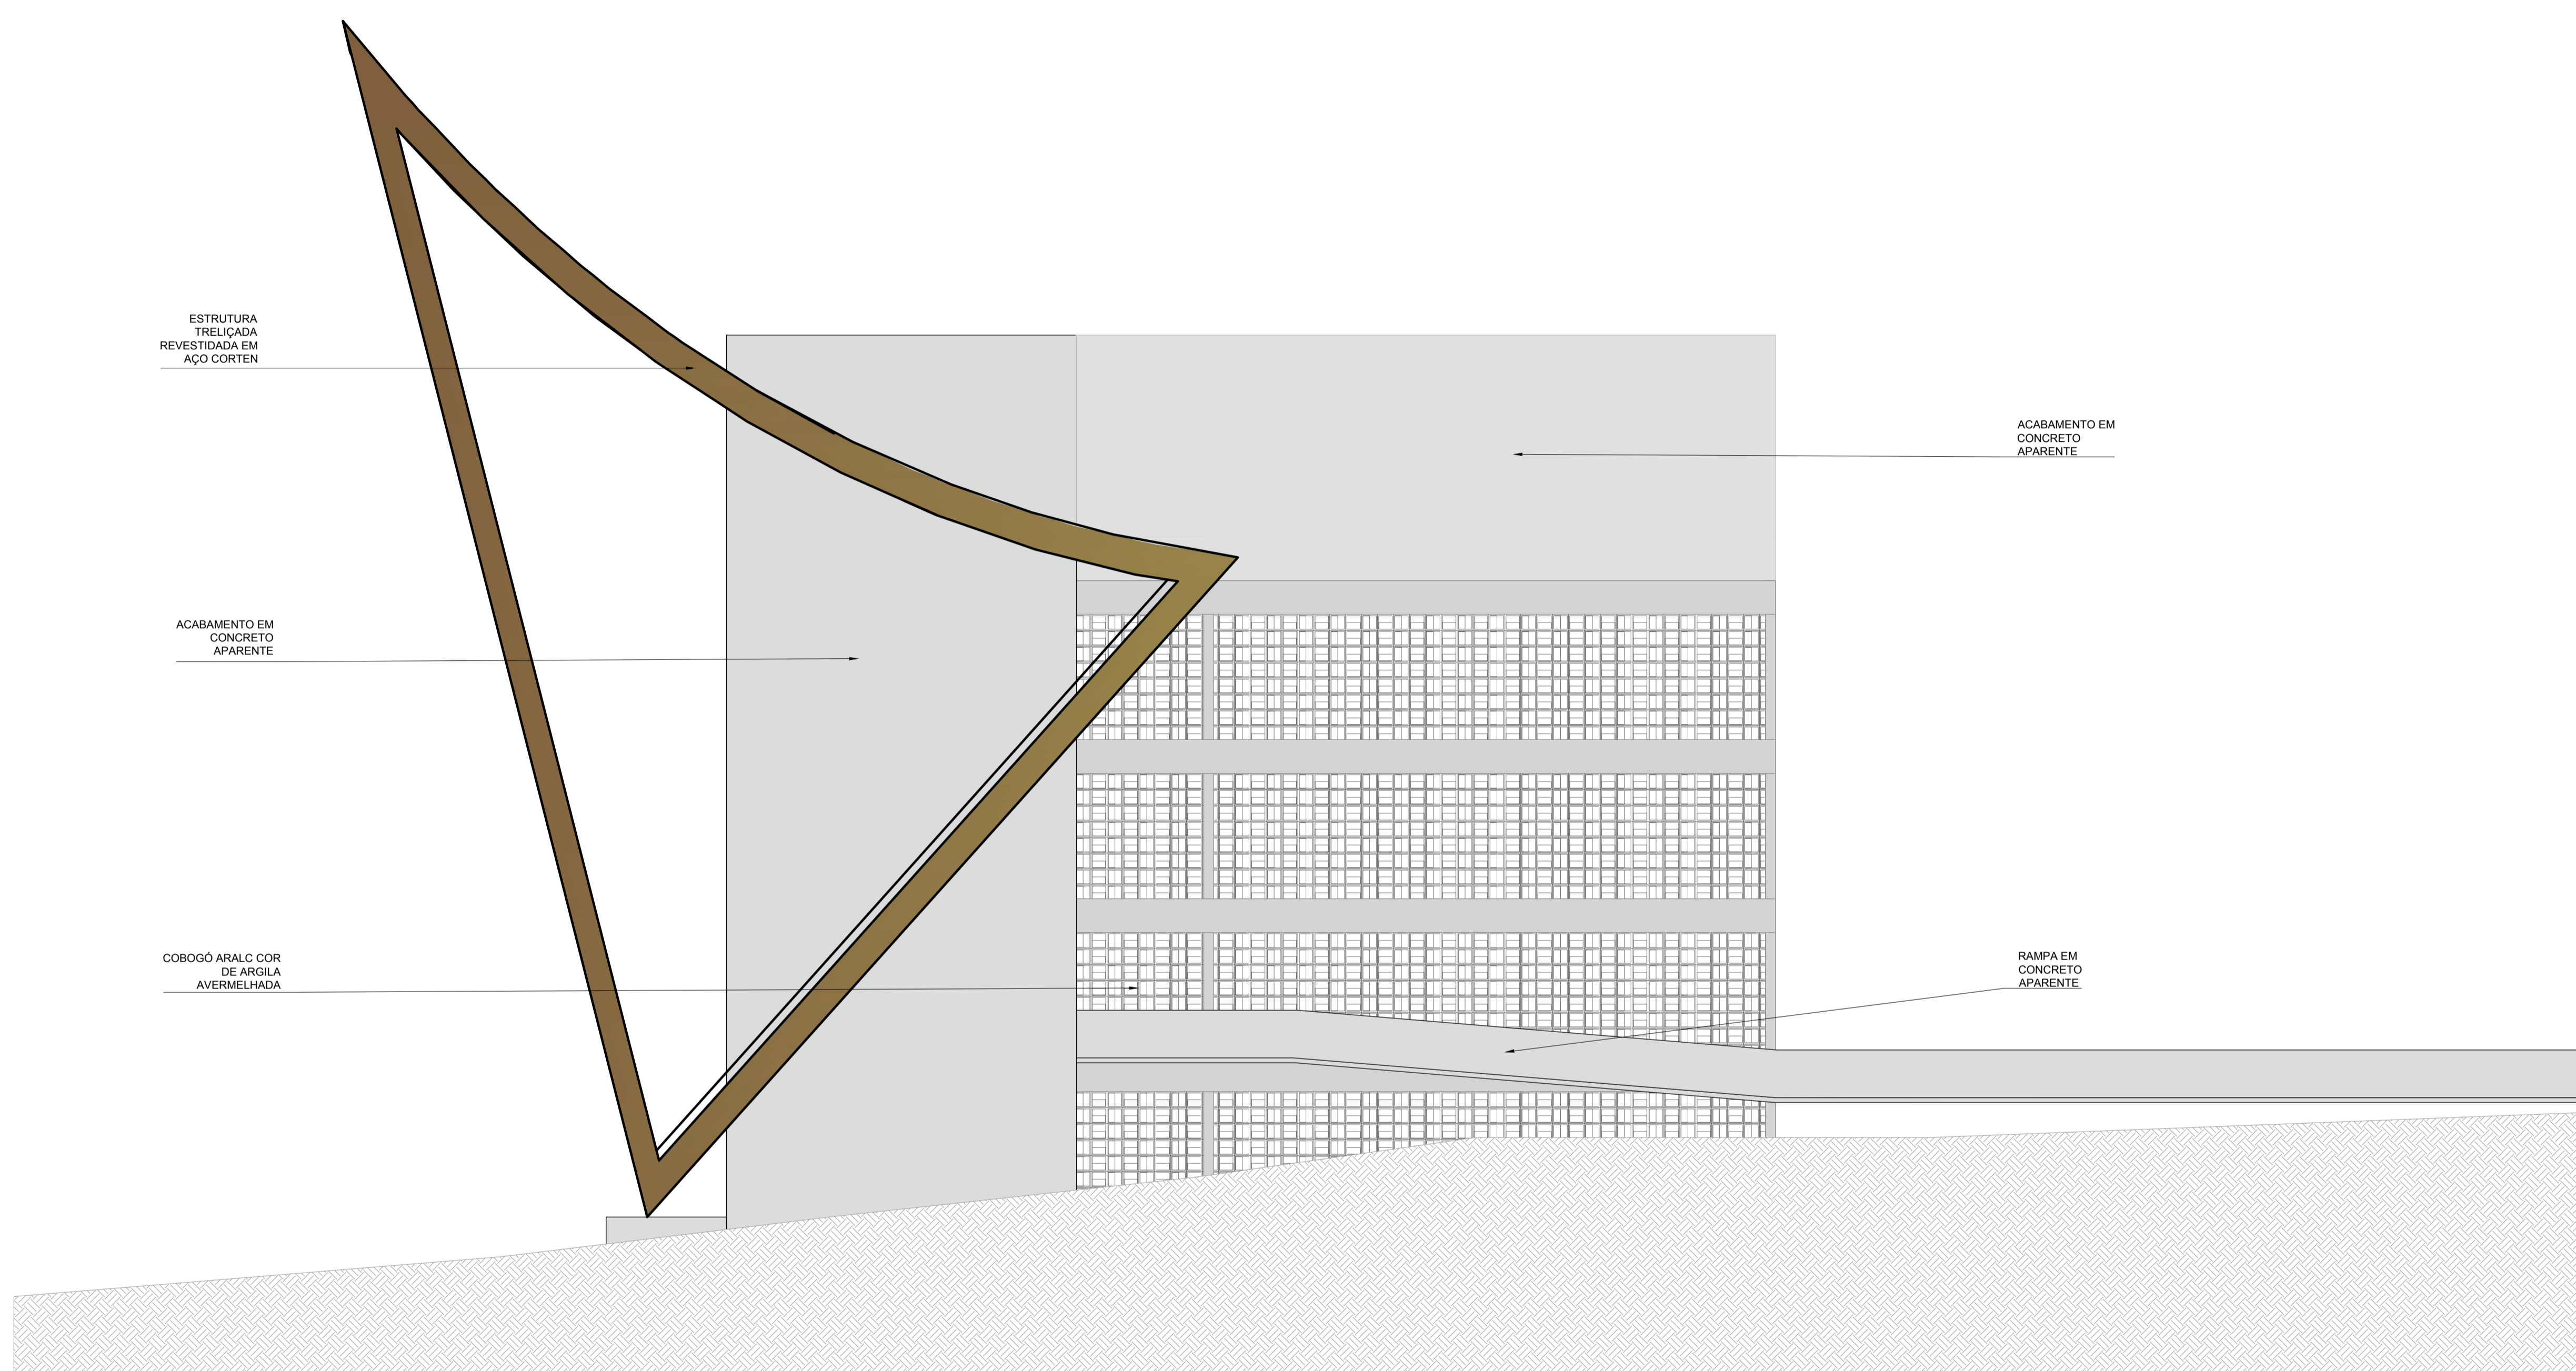 ESTRUTURA
TRELIÇADA
REVESTIDADA EM
AÇO CORTEN
ACABAMENTO EM
CONCRETO
APARENTE
ACABAMENTO EM
CONCRETO
APARENTE
COBOGÓ ARALC COR
DE ARGILA
AVERMELHADA
RAMPA EM
CONCRETO
APARENTE